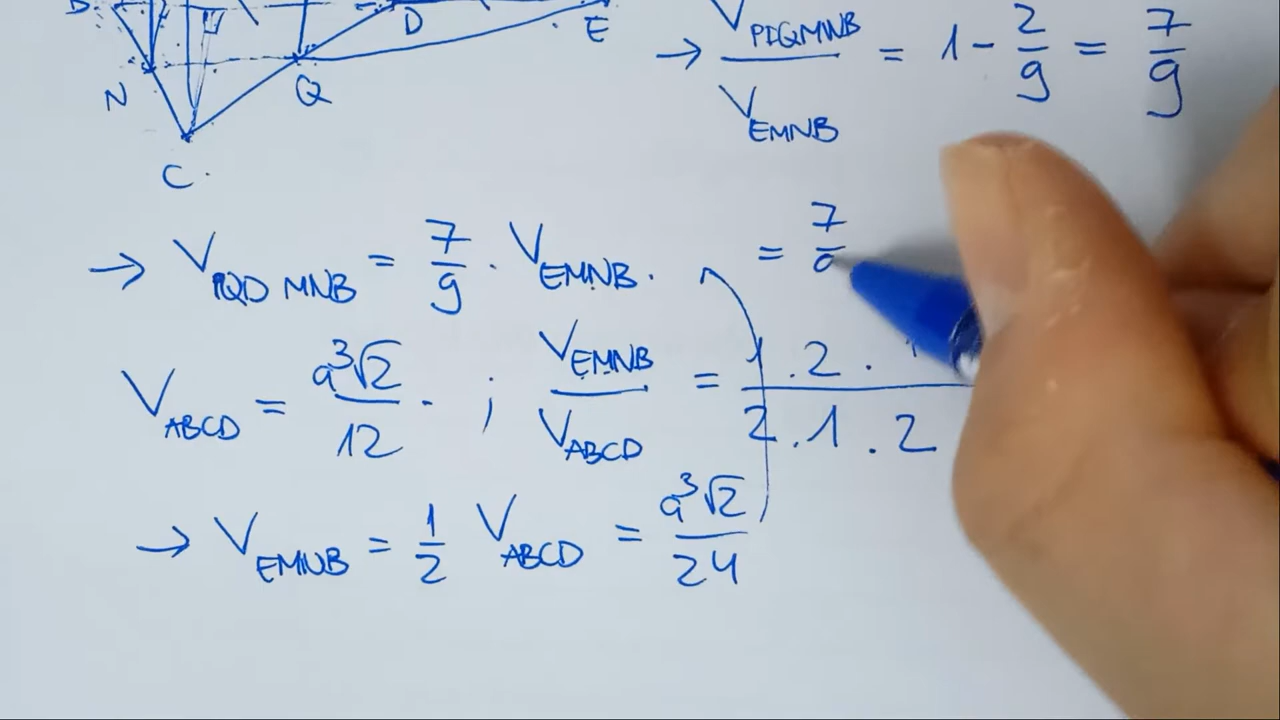 B D E
N Q
C.
→ V_PIQMNB / V_EMNB = 1 - 2/9 = 7/9
→ V_PQD MNB = 7/9 . V_EMNB. = 7/
V_ABCD = a³√2/12 . ; V_EMNB / V_ABCD = 1.2. / 2.1.2
→ V_EMNB = 1/2 V_ABCD = a³√2/24